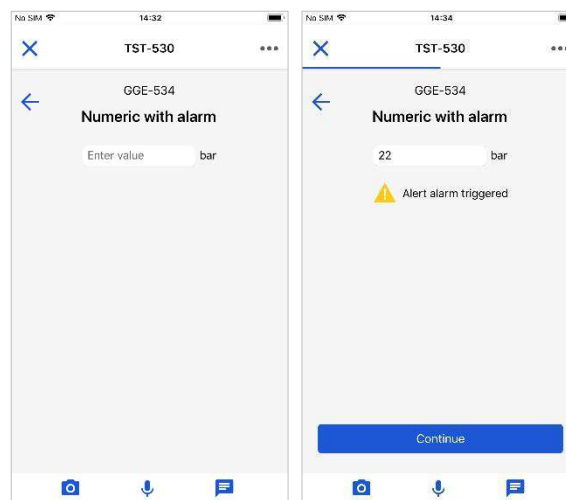 No SIM 14:32
TST-530
GGE-534
Numeric with alarm
Enter value bar
No SIM 14:34
TST-530
GGE-534
Numeric with alarm
22 bar
Alert alarm triggered
Continue